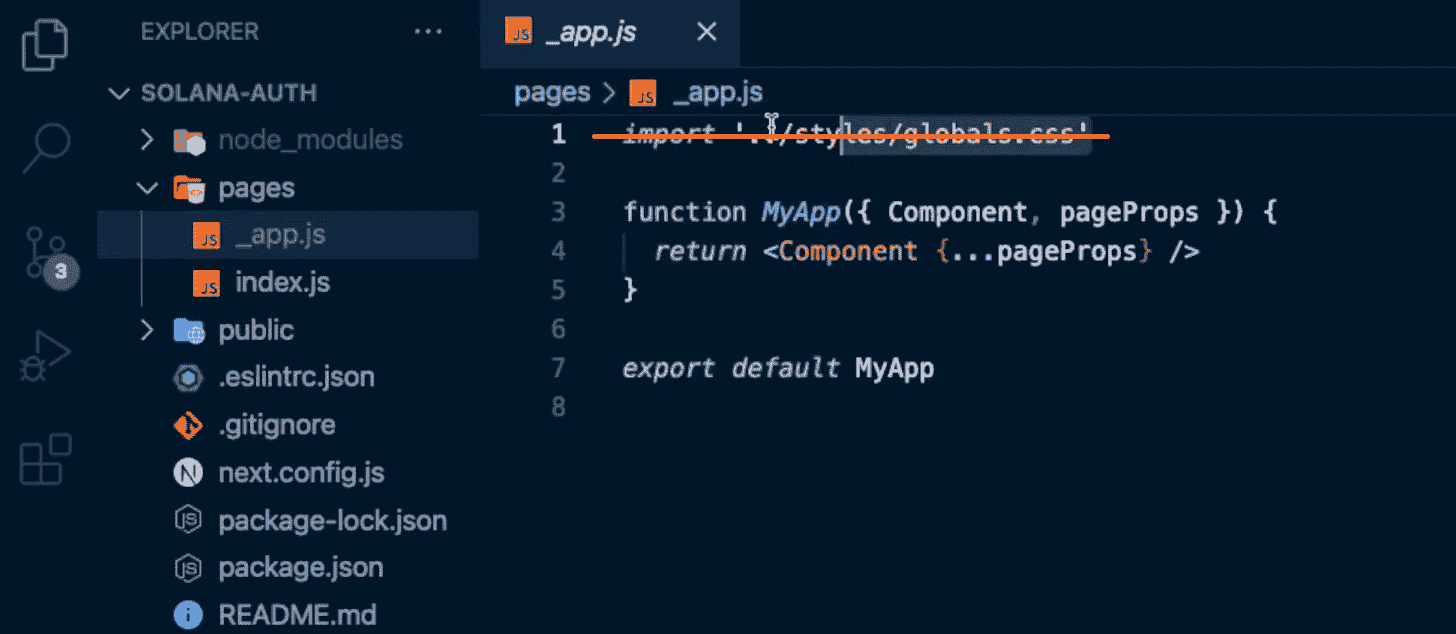 EXPLORER
SOLANA-AUTH
node_modules
pages
_app.js
index.js
public
.eslintrc.json
.gitignore
next.config.js
package-lock.json
package.json
README.md
3
_app.js
pages > _app.js
1 import '../styles/globals.css'
2
3 function MyApp({ Component, pageProps }) {
4 return <Component {...pageProps} />
5 }
6
7 export default MyApp
8